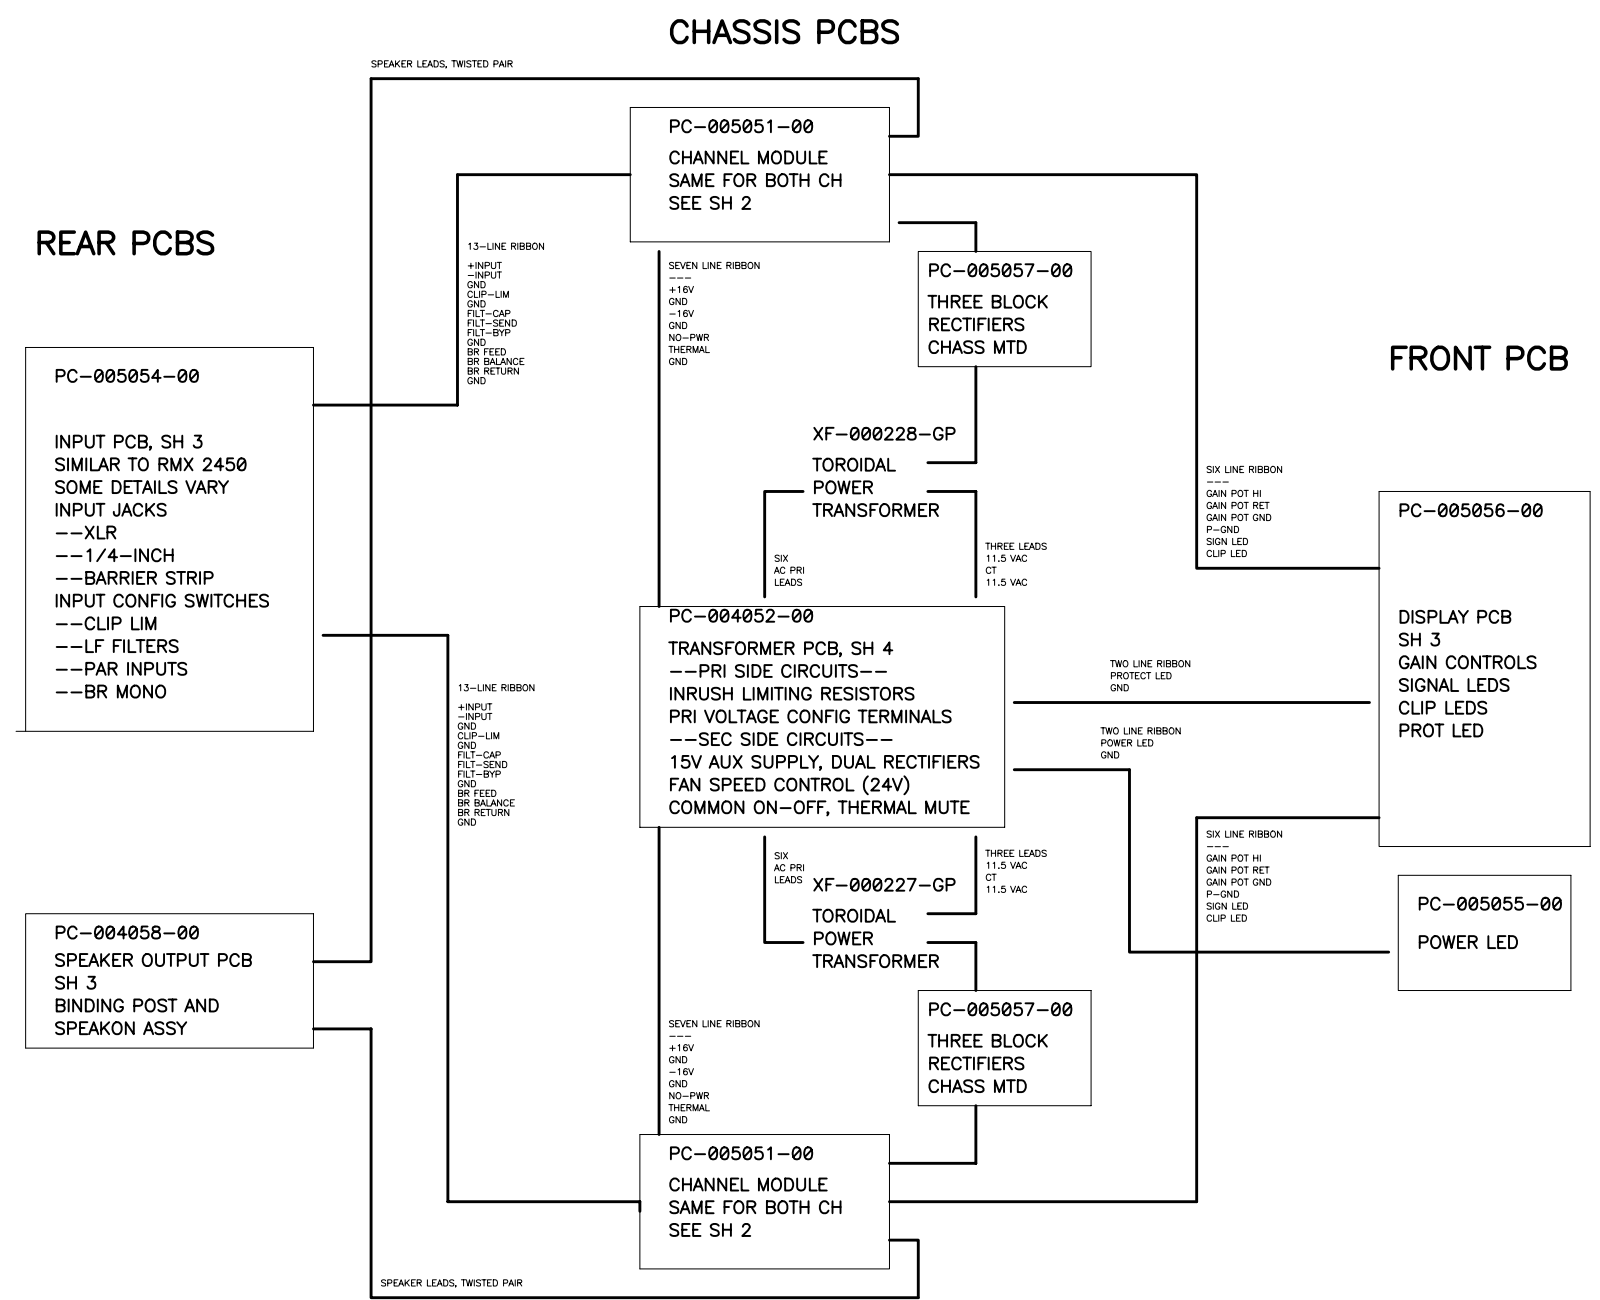 CHASSIS PCBS
SPEAKER LEADS, TWISTED PAIR
PC-005051-00
CHANNEL MODULE
SAME FOR BOTH CH
SEE SH 2
REAR PCBS
13-LINE RIBBON
+INPUT
-INPUT
GND
CLIP-LIM
GND
FILT-CAP
FILT-SEND
FILT-BYP
GND
BR FEED
BR BALANCE
BR RETURN
GND
SEVEN LINE RIBBON
---
+16V
GND
-16V
GND
NO-PWR
THERMAL
GND
PC-005057-00
THREE BLOCK
RECTIFIERS
CHASS MTD
FRONT PCB
PC-005054-00
INPUT PCB, SH 3
SIMILAR TO RMX 2450
SOME DETAILS VARY
INPUT JACKS
--XLR
--1/4-INCH
--BARRIER STRIP
INPUT CONFIG SWITCHES
--CLIP LIM
--LF FILTERS
--PAR INPUTS
--BR MONO
XF-000228-GP
TOROIDAL
POWER
TRANSFORMER
SIX
AC PRI
LEADS
THREE LEADS
11.5 VAC
CT
11.5 VAC
SIX LINE RIBBON
---
GAIN POT HI
GAIN POT RET
GAIN POT GND
P-GND
SIGN LED
CLIP LED
PC-005056-00
DISPLAY PCB
SH 3
GAIN CONTROLS
SIGNAL LEDS
CLIP LEDS
PROT LED
PC-004052-00
TRANSFORMER PCB, SH 4
--PRI SIDE CIRCUITS--
INRUSH LIMITING RESISTORS
PRI VOLTAGE CONFIG TERMINALS
--SEC SIDE CIRCUITS--
15V AUX SUPPLY, DUAL RECTIFIERS
FAN SPEED CONTROL (24V)
COMMON ON-OFF, THERMAL MUTE
TWO LINE RIBBON
PROTECT LED
GND
TWO LINE RIBBON
POWER LED
GND
13-LINE RIBBON
+INPUT
-INPUT
GND
CLIP-LIM
GND
FILT-CAP
FILT-SEND
FILT-BYP
GND
BR FEED
BR BALANCE
BR RETURN
GND
SIX
AC PRI
LEADS
THREE LEADS
11.5 VAC
CT
11.5 VAC
XF-000227-GP
TOROIDAL
POWER
TRANSFORMER
SIX LINE RIBBON
---
GAIN POT HI
GAIN POT RET
GAIN POT GND
P-GND
SIGN LED
CLIP LED
PC-005055-00
POWER LED
PC-004058-00
SPEAKER OUTPUT PCB
SH 3
BINDING POST AND
SPEAKON ASSY
PC-005057-00
THREE BLOCK
RECTIFIERS
CHASS MTD
SEVEN LINE RIBBON
---
+16V
GND
-16V
GND
NO-PWR
THERMAL
GND
PC-005051-00
CHANNEL MODULE
SAME FOR BOTH CH
SEE SH 2
SPEAKER LEADS, TWISTED PAIR